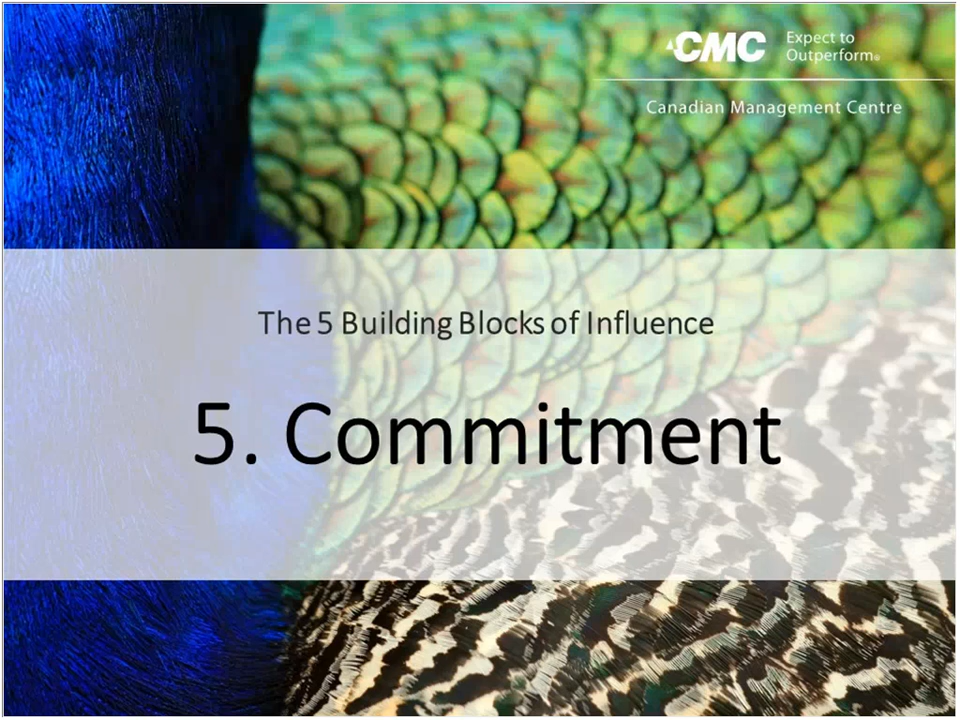 CMC
Expect to
Outperform®
Canadian Management Centre
The 5 Building Blocks of Influence
5. Commitment